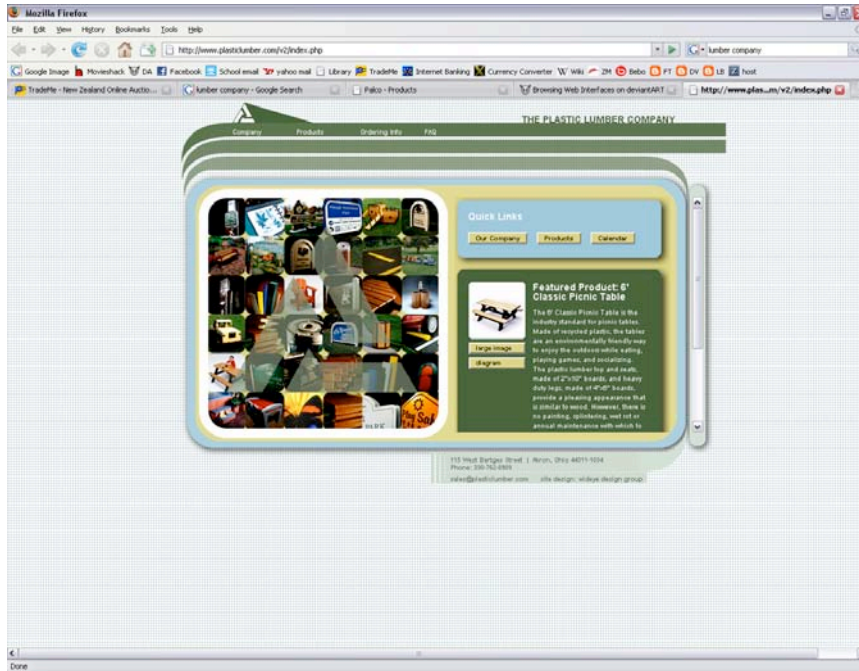 Mozilla Firefox
File Edit View History Bookmarks Tools Help
http://www.plasticlumber.com/v2/index.php
lumber company
Google Image Movieshack DA Facebook School email yahoo mail Library TradeMe Internet Banking Currency Converter Wiki 2M Bebo FT DV LB host
TradeMe - New Zealand Online Auctio... lumber company - Google Search Palco - Products Browsing Web Interfaces on deviantART http://www.plas...m/v2/index.php
THE PLASTIC LUMBER COMPANY
Company Products Ordering Info FAQ
Quick Links
Our Company Products Calendar
Featured Product: 6'
Classic Picnic Table
The 6' Classic Picnic Table is the
industry standard for picnic tables.
Made of recycled plastic, the tables
are an environmentally friendly way
to enjoy the outdoors while eating,
playing games, and socializing.
The plastic lumber top and seats,
made of 2"x10" boards, and heavy
duty legs, made of 4"x6" boards,
provide a pleasing appearance that
is similar to wood. However, there is
no painting, splintering, wet rot or
annual maintenance with which to
large image
diagram
115 West Bartges Street | Akron, Ohio 44311-1034
Phone: 330-762-8989
sales@plasticlumber.com site design: wideye design group
Done